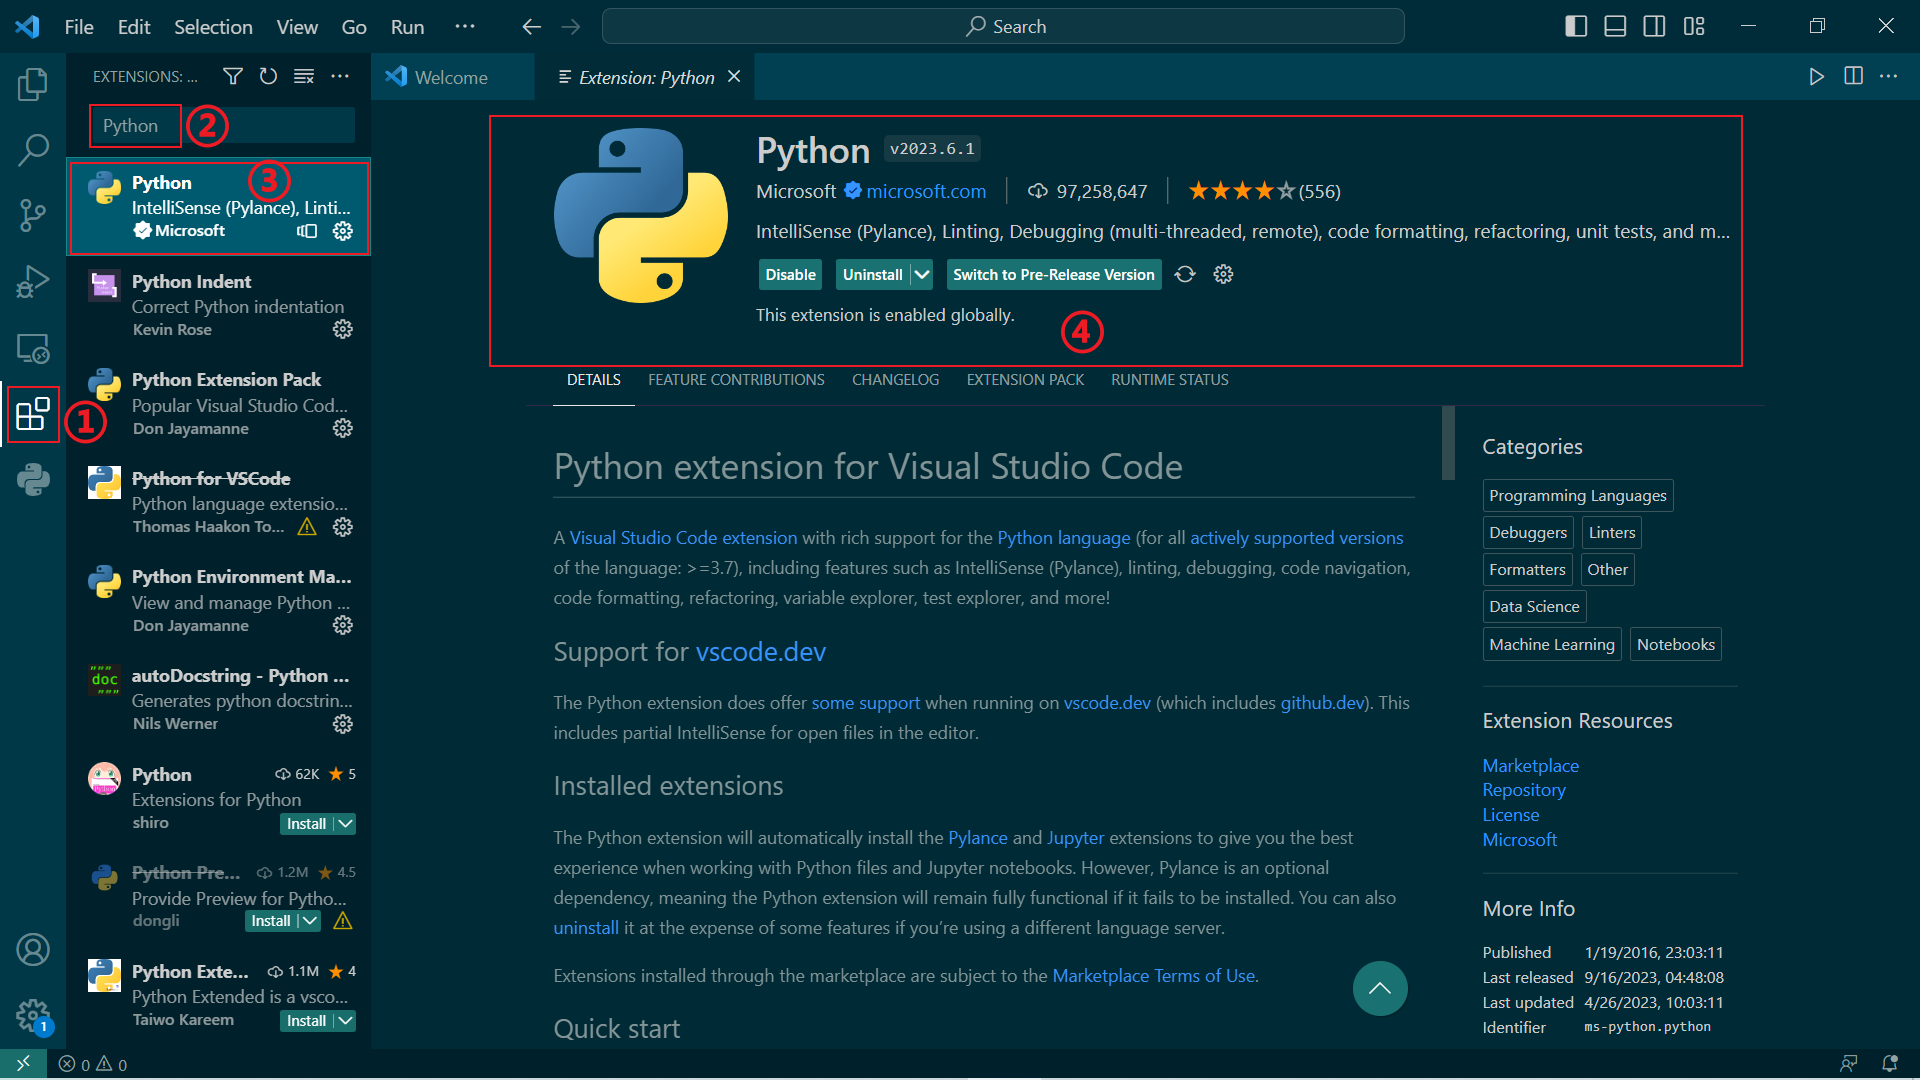 File Edit Selection View Go Run ··· Search
EXTENSIONS: ...
Python ②
Python ③
IntelliSense (Pylance), Linti...
Microsoft
Python Indent
Correct Python indentation
Kevin Rose
Python Extension Pack
Popular Visual Studio Cod...
Don Jayamanne
①
Python for VSCode
Python language extensio...
Thomas Haakon To...
Python Environment Ma...
View and manage Python ...
Don Jayamanne
"""
doc
"""
autoDocstring - Python ...
Generates python docstrin...
Nils Werner
Python 62K ★ 5
Extensions for Python
shiro Install
Python Pre... 1.2M ★ 4.5
Provide Preview for Pytho...
dongli Install
Python Exte... 1.1M ★ 4
Python Extended is a vsco...
Taiwo Kareem Install
1
Welcome Extension: Python
Python v2023.6.1
Microsoft microsoft.com 97,258,647 (556)
IntelliSense (Pylance), Linting, Debugging (multi-threaded, remote), code formatting, refactoring, unit tests, and m...
Disable Uninstall Switch to Pre-Release Version
This extension is enabled globally.
④
DETAILS FEATURE CONTRIBUTIONS CHANGELOG EXTENSION PACK RUNTIME STATUS
Python extension for Visual Studio Code
A Visual Studio Code extension with rich support for the Python language (for all actively supported versions
of the language: >=3.7), including features such as IntelliSense (Pylance), linting, debugging, code navigation,
code formatting, refactoring, variable explorer, test explorer, and more!
Support for vscode.dev
The Python extension does offer some support when running on vscode.dev (which includes github.dev). This
includes partial IntelliSense for open files in the editor.
Installed extensions
The Python extension will automatically install the Pylance and Jupyter extensions to give you the best
experience when working with Python files and Jupyter notebooks. However, Pylance is an optional
dependency, meaning the Python extension will remain fully functional if it fails to be installed. You can also
uninstall it at the expense of some features if you're using a different language server.
Extensions installed through the marketplace are subject to the Marketplace Terms of Use.
Quick start
Categories
Programming Languages
Debuggers Linters
Formatters Other
Data Science
Machine Learning Notebooks
Extension Resources
Marketplace
Repository
License
Microsoft
More Info
Published 1/19/2016, 23:03:11
Last released 9/16/2023, 04:48:08
Last updated 4/26/2023, 10:03:11
Identifier ms-python.python
0 0